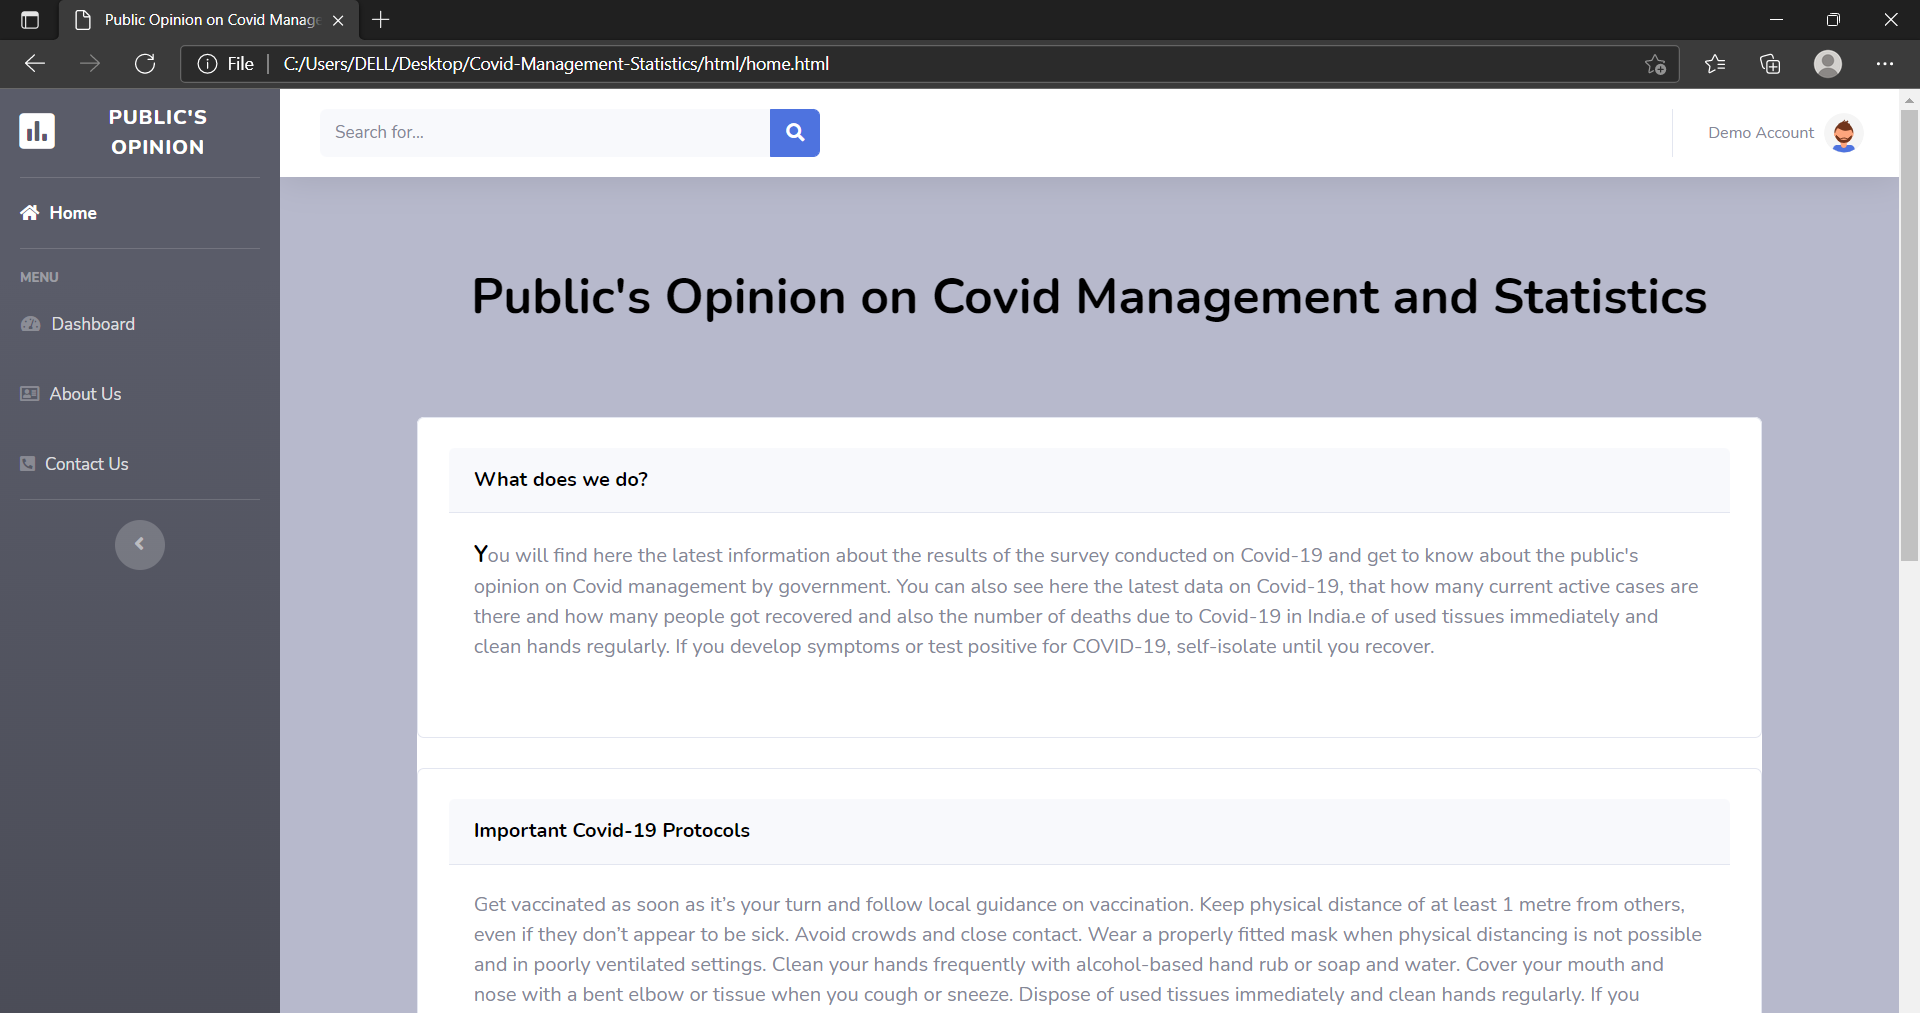 Public Opinion on Covid Manage
File
C:/Users/DELL/Desktop/Covid-Management-Statistics/html/home.html
PUBLIC'S
OPINION
Home
MENU
Dashboard
About Us
Contact Us
Search for...
Demo Account
Public's Opinion on Covid Management and Statistics
What does we do?
You will find here the latest information about the results of the survey conducted on Covid-19 and get to know about the public's
opinion on Covid management by government. You can also see here the latest data on Covid-19, that how many current active cases are
there and how many people got recovered and also the number of deaths due to Covid-19 in India.e of used tissues immediately and
clean hands regularly. If you develop symptoms or test positive for COVID-19, self-isolate until you recover.
Important Covid-19 Protocols
Get vaccinated as soon as it’s your turn and follow local guidance on vaccination. Keep physical distance of at least 1 metre from others,
even if they don’t appear to be sick. Avoid crowds and close contact. Wear a properly fitted mask when physical distancing is not possible
and in poorly ventilated settings. Clean your hands frequently with alcohol-based hand rub or soap and water. Cover your mouth and
nose with a bent elbow or tissue when you cough or sneeze. Dispose of used tissues immediately and clean hands regularly. If you